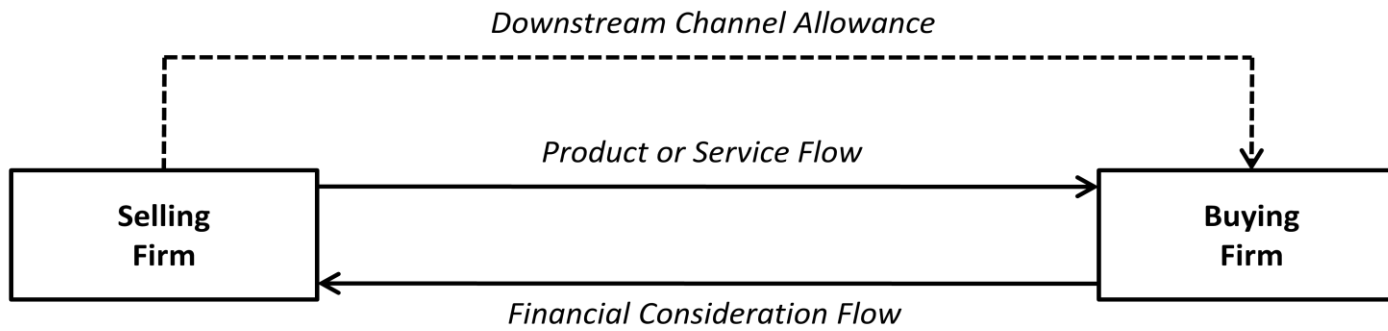 Downstream Channel Allowance
Product or Service Flow
Selling
Firm
Buying
Firm
Financial Consideration Flow